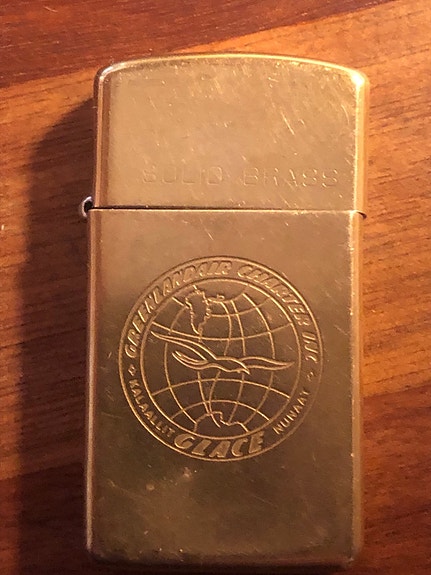 SOLID BRASS
GREENLANDAIR CHARTER INC
KALAALLIT
NUNAAT
GLACE